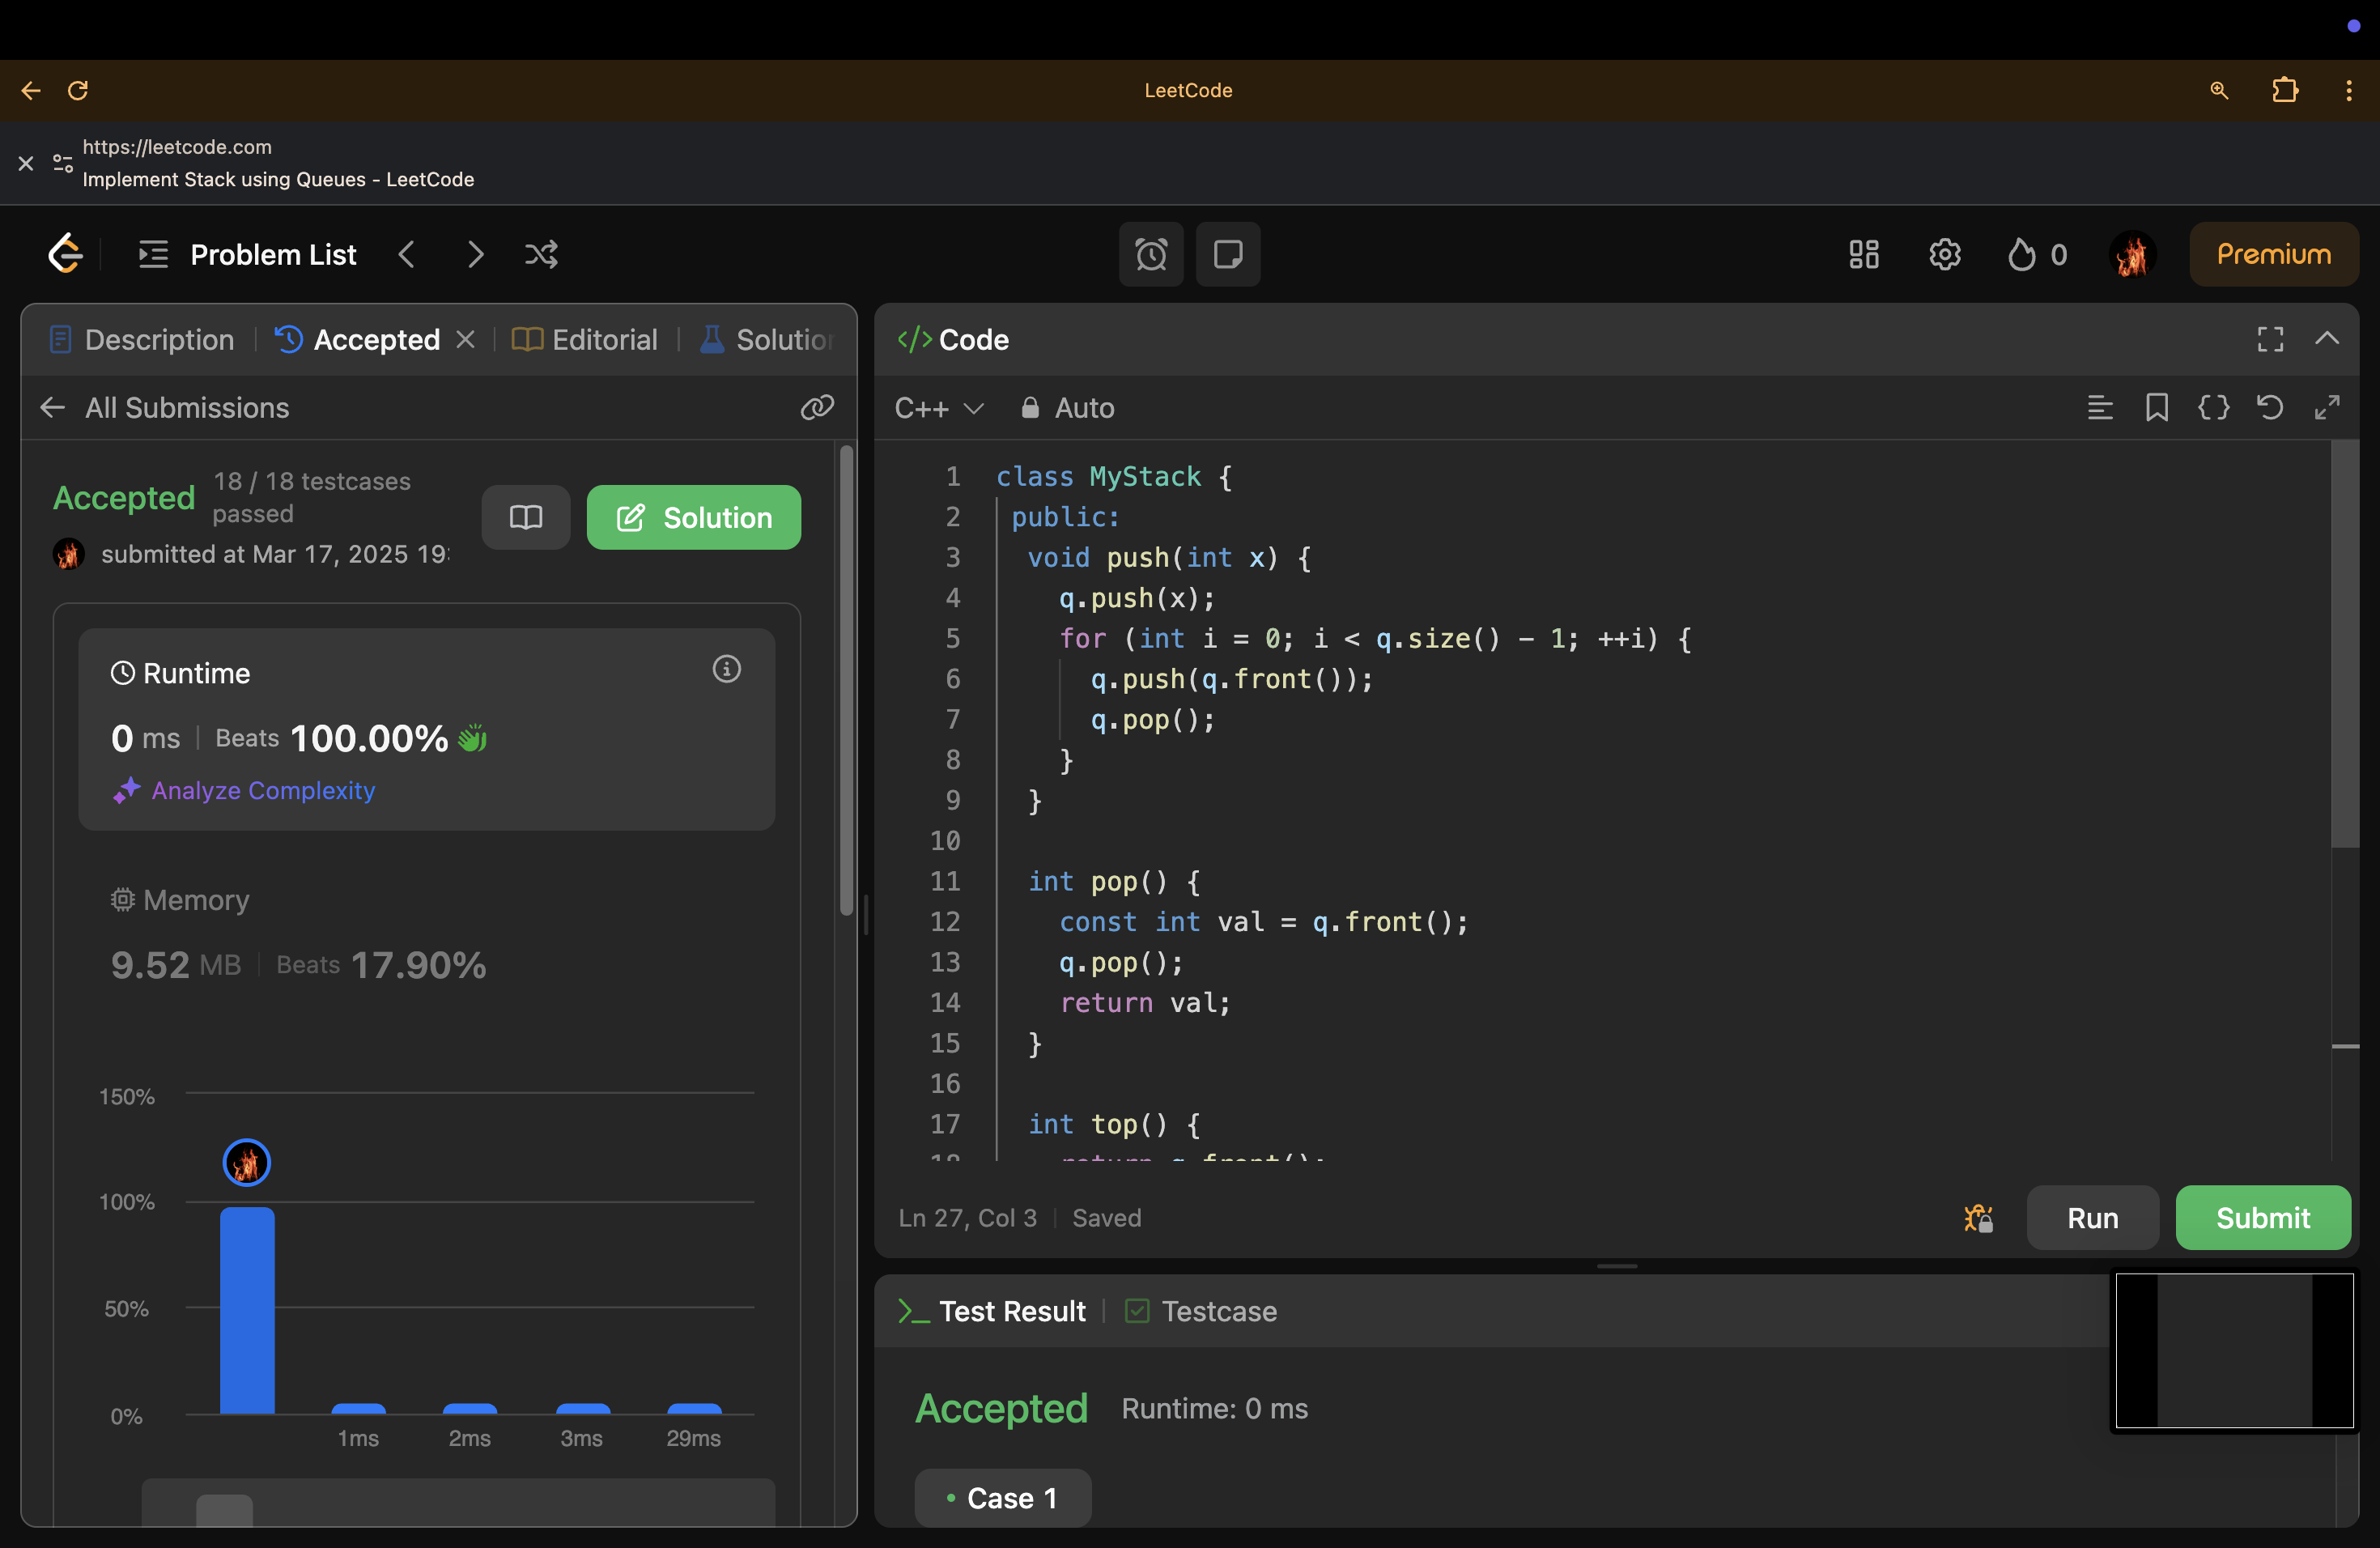 LeetCode
https://leetcode.com
Implement Stack using Queues - LeetCode
Problem List
0
Premium
Description
Accepted
Editorial
Solution
All Submissions
Accepted
18 / 18 testcases
passed
Solution
submitted at Mar 17, 2025 19:
Runtime
0 ms
Beats 100.00%
Analyze Complexity
Memory
9.52 MB
Beats 17.90%
150%
100%
50%
0%
1ms
2ms
3ms
29ms
</> Code
C++
Auto
1 class MyStack {
2 public:
3 void push(int x) {
4 q.push(x);
5 for (int i = 0; i < q.size() - 1; ++i) {
6 q.push(q.front());
7 q.pop();
8 }
9 }
10
11 int pop() {
12 const int val = q.front();
13 q.pop();
14 return val;
15 }
16
17 int top() {
18 return q.front();
Ln 27, Col 3
Saved
Run
Submit
Test Result
Testcase
Accepted
Runtime: 0 ms
Case 1